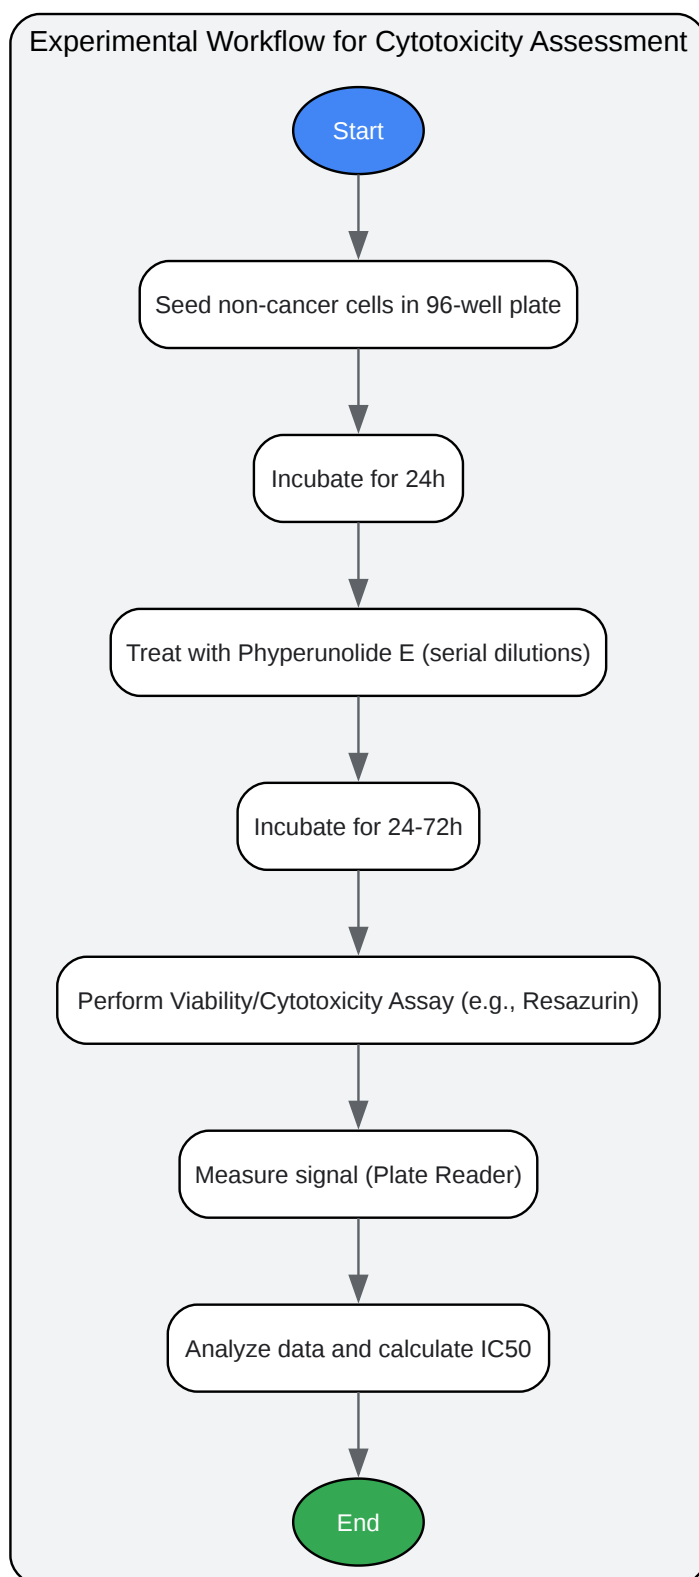 Experimental Workflow for Cytotoxicity Assessment
Start
Seed non-cancer cells in 96-well plate
Incubate for 24h
Treat with Phyperunolide E (serial dilutions)
Incubate for 24-72h
Perform Viability/Cytotoxicity Assay (e.g., Resazurin)
Measure signal (Plate Reader)
Analyze data and calculate IC50
End